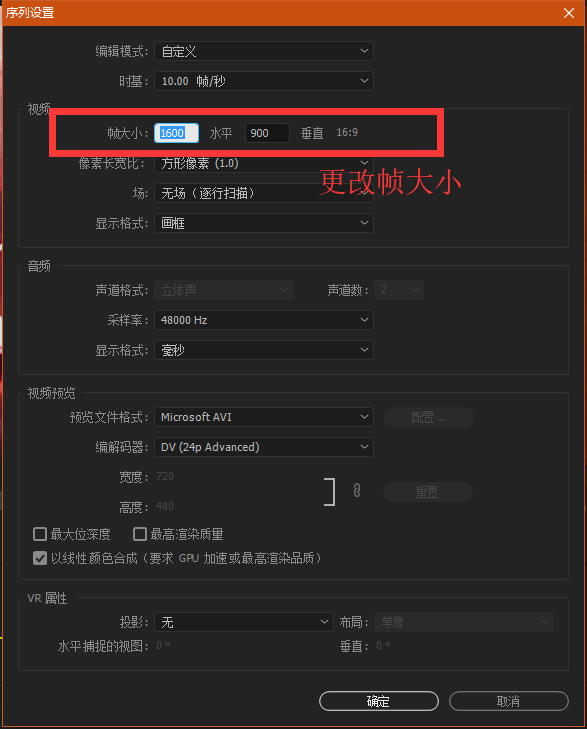 序列设置
编辑模式: 自定义
时基: 10.00 帧/秒
视频
帧大小: 1600 水平 900 垂直 16:9
像素长宽比: 方形像素 (1.0)
更改帧大小
场: 无场（逐行扫描）
显示格式: 画框
音频
声道格式: 立体声 声道数: 2
采样率: 48000 Hz
显示格式: 毫秒
视频预览
预览文件格式: Microsoft AVI 配置...
编解码器: DV (24p Advanced)
宽度: 720
高度: 480
重置
最大位深度 最高渲染质量
以线性颜色合成（要求 GPU 加速或最高渲染品质）
VR 属性
投影: 无 布局: 单像
水平捕捉的视图: 0 ° 垂直: 0 °
确定 取消